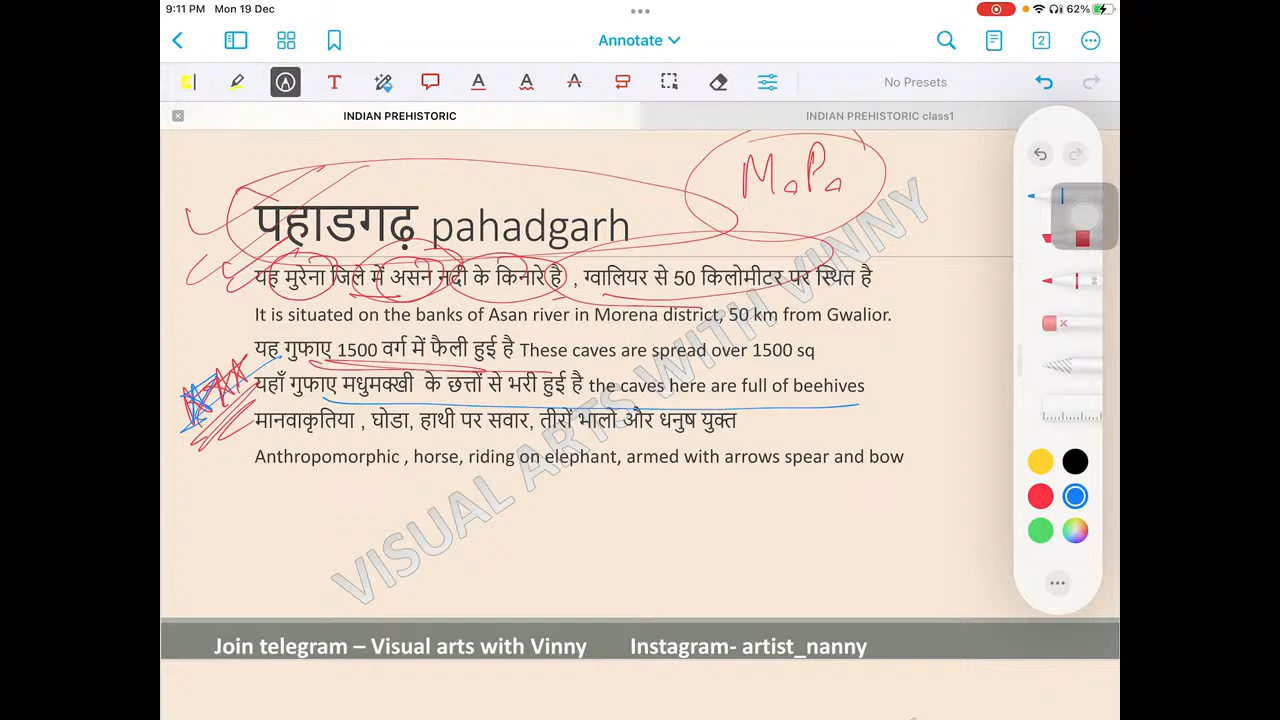 9:11 PM Mon 19 Dec
62%
Annotate
2
No Presets
INDIAN PREHISTORIC
INDIAN PREHISTORIC class1
MaPa
पहाडगढ़ pahadgarh
यह मुरेना जिले में असन नदी के किनारे है , ग्वालियर से 50 किलोमीटर पर स्थित है
It is situated on the banks of Asan river in Morena district, 50 km from Gwalior.
यह गुफाए 1500 वर्ग में फैली हुई है These caves are spread over 1500 sq
यहाँ गुफाए मधुमक्खी के छत्तों से भरी हुई है the caves here are full of beehives
मानवाकृतिया , घोडा, हाथी पर सवार, तीरों भालो और धनुष युक्त
Anthropomorphic , horse, riding on elephant, armed with arrows spear and bow
VISUAL ARTS WITH VINNY
Join telegram – Visual arts with Vinny Instagram- artist_nanny